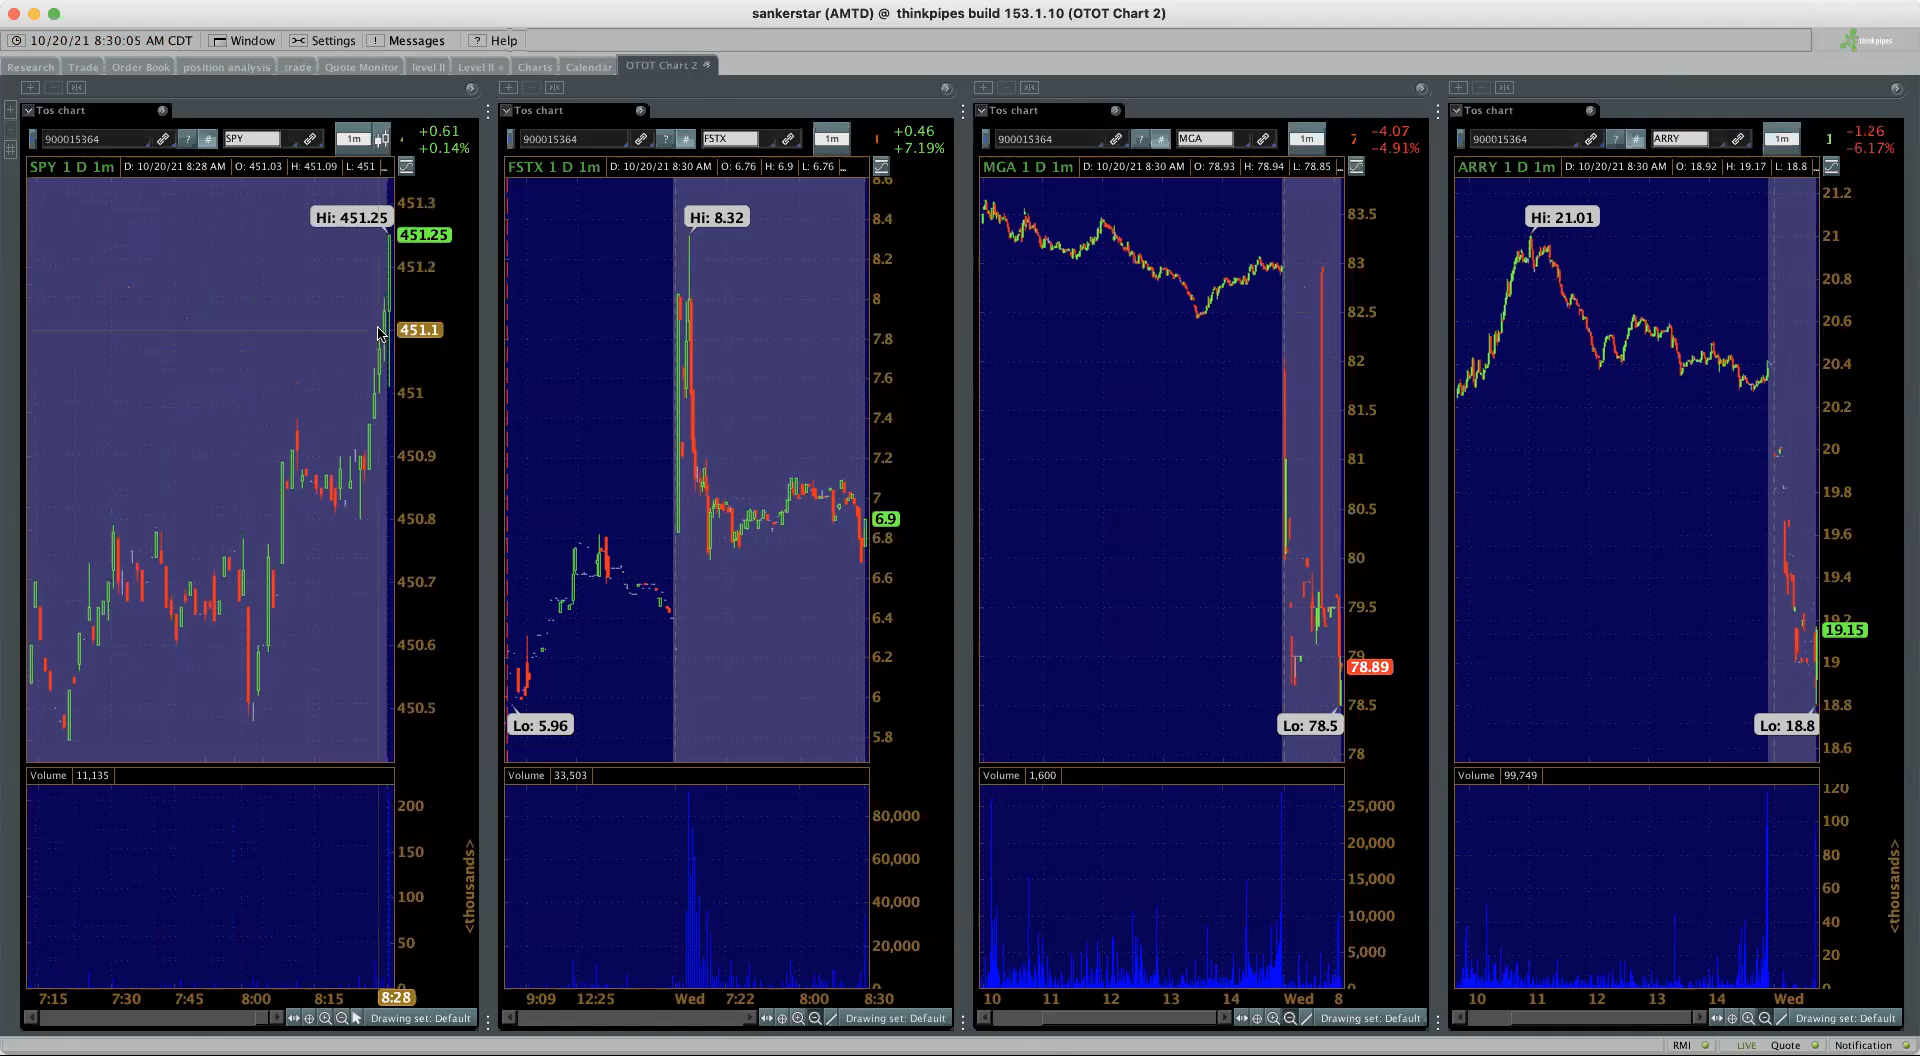 sankerstar (AMTD) @ thinkpipes build 153.1.10 (OTOT Chart 2)
10/20/21 8:30:05 AM CDT Window Settings ! Messages ? Help thinkpipes
Research Trade Order Book position analysis trade Quote Monitor level II Level II + Charts Calendar OTOT Chart 2
Tos chart
900015364 ? # SPY 1m
+0.61
+0.14%
SPY 1 D 1m D: 10/20/21 8:28 AM O: 451.03 H: 451.09 L: 451 ...
Hi: 451.25
451.3
451.25
451.2
451.1
451
450.9
450.8
450.7
450.6
450.5
Volume 11,135
200
150
100
50
0
<thousands>
7:15 7:30 7:45 8:00 8:15 8:28
Drawing set: Default
Tos chart
900015364 ? # FSTX 1m
+0.46
+7.19%
FSTX 1 D 1m D: 10/20/21 8:30 AM O: 6.76 H: 6.9 L: 6.76 ...
Hi: 8.32
8.6
8.4
8.2
8
7.8
7.6
7.4
7.2
7
6.9
6.8
6.6
6.4
6.2
6
5.8
Lo: 5.96
Volume 33,503
80,000
60,000
40,000
20,000
0
9:09 12:25 Wed 7:22 8:00 8:30
Drawing set: Default
Tos chart
900015364 ? # MGA 1m
-4.07
-4.91%
MGA 1 D 1m D: 10/20/21 8:30 AM O: 78.93 H: 78.94 L: 78.85 ...
83.5
83
82.5
82
81.5
81
80.5
80
79.5
79
78.89
78.5
78
Lo: 78.5
Volume 1,600
25,000
20,000
15,000
10,000
5,000
0
10 11 12 13 14 Wed 8
Drawing set: Default
Tos chart
900015364 ? # ARRY 1m
-1.26
-6.17%
ARRY 1 D 1m D: 10/20/21 8:30 AM O: 18.92 H: 19.17 L: 18.8 ...
Hi: 21.01
21.2
21
20.8
20.6
20.4
20.2
20
19.8
19.6
19.4
19.2
19.15
19
18.8
18.6
Lo: 18.8
Volume 99,749
120
100
80
60
40
20
0
<thousands>
10 11 12 13 14 Wed
Drawing set: Default
RMI LIVE Quote Notification